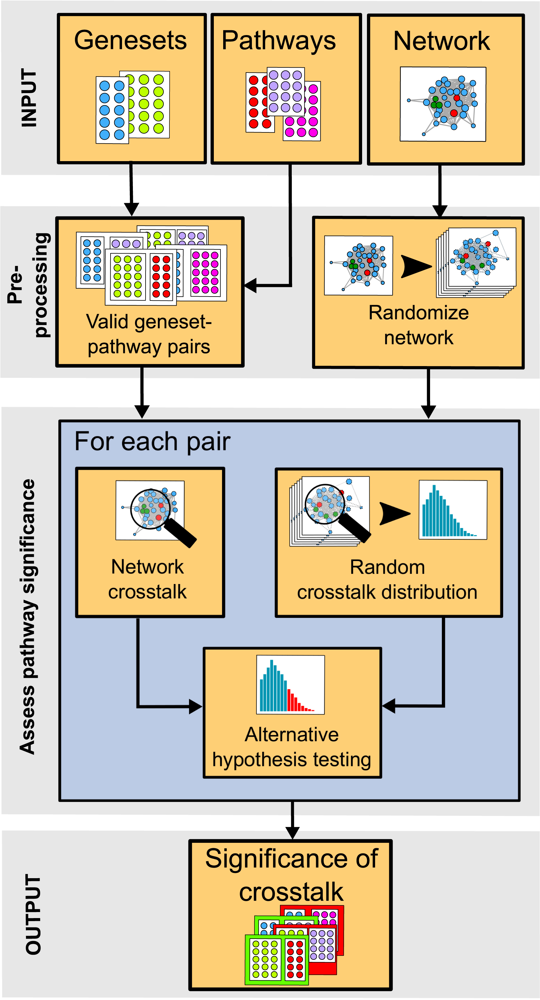 INPUT
Genesets
Pathways
Network
Pre-
processing
Valid geneset-
pathway pairs
Randomize
network
Assess pathway significance
For each pair
Network
crosstalk
Random
crosstalk distribution
Alternative
hypothesis testing
OUTPUT
Significance of
crosstalk